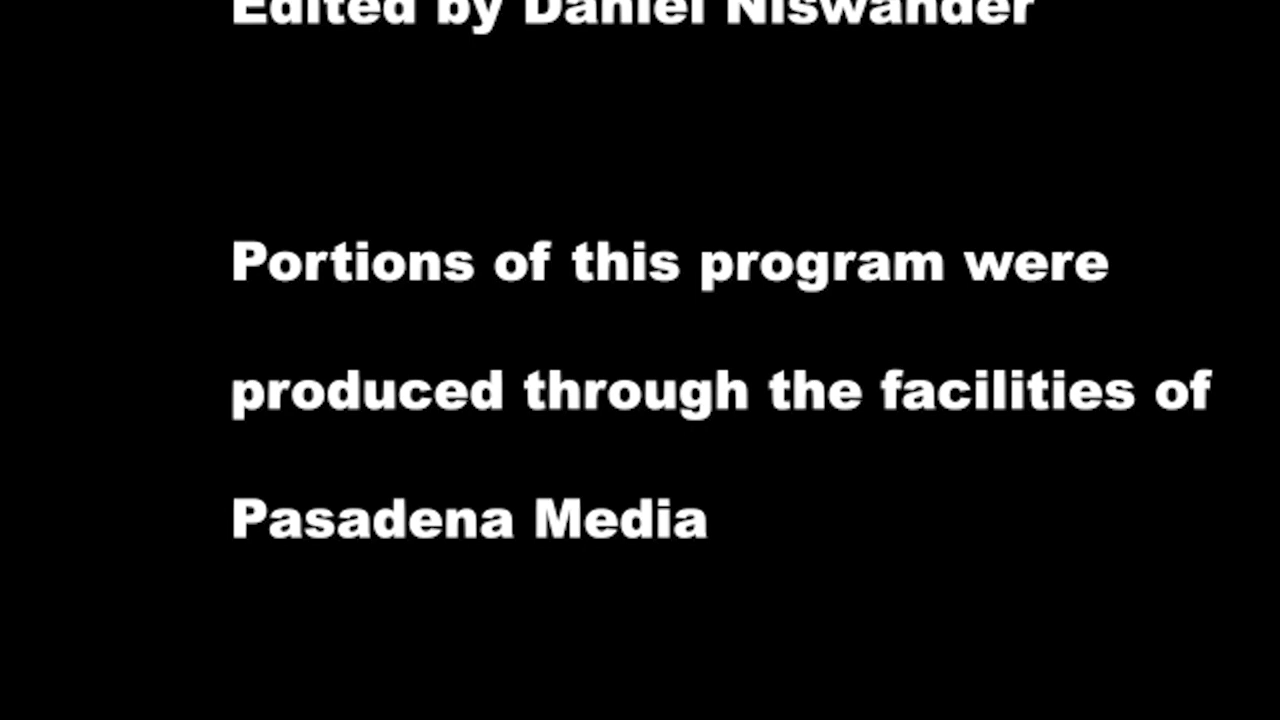 Edited by Daniel Niswander
Portions of this program were
produced through the facilities of
Pasadena Media